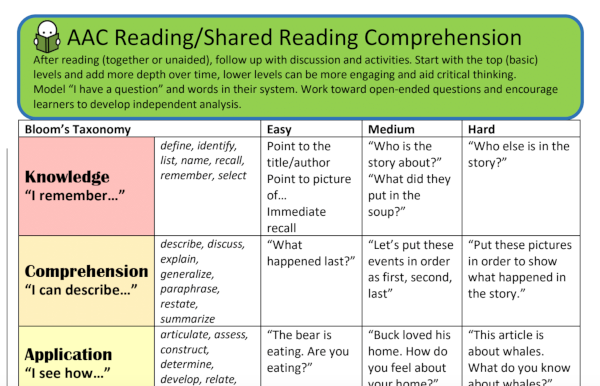 AAC Reading/Shared Reading Comprehension
After reading (together or unaided), follow up with discussion and activities. Start with the top (basic)
levels and add more depth over time, lower levels can be more engaging and aid critical thinking.
Model “I have a question” and words in their system. Work toward open-ended questions and encourage
learners to develop independent analysis.
Bloom’s Taxonomy
Easy
Medium
Hard
Knowledge
“I remember…”
define, identify,
list, name, recall,
remember, select
Point to the
title/author
Point to picture
of…
Immediate
recall
“Who is the
story about?”
“What did they
put in the
soup?”
“Who else is in the
story?”
Comprehension
“I can describe…”
describe, discuss,
explain,
generalize,
paraphrase,
restate,
summarize
“What
happened last?”
“Let’s put these
events in order
as first, second,
last”
“Put these pictures
in order to show
what happened in
the story.”
Application
“I see how…”
articulate, assess,
construct,
determine,
develop, relate,
“The bear is
eating. Are you
eating?”
“Buck loved his
home. How do
you feel about
your home?”
“This article is
about whales.
What do you know
about whales?”